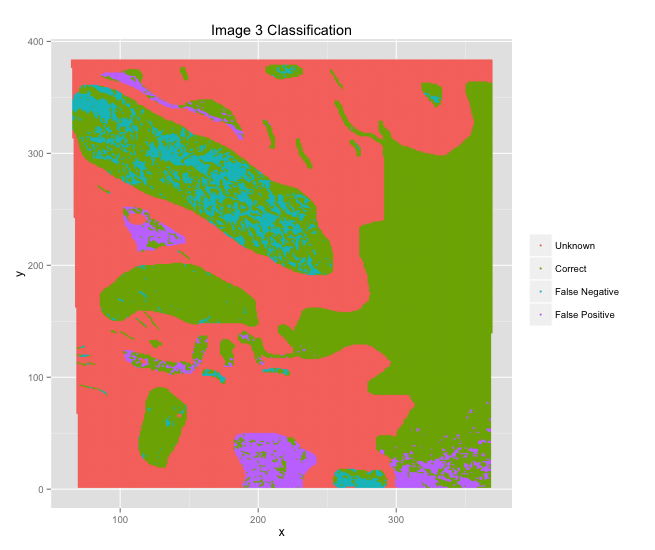 Image 3 Classification
400
300
200
100
0
y
100
200
300
x
Unknown
Correct
False Negative
False Positive